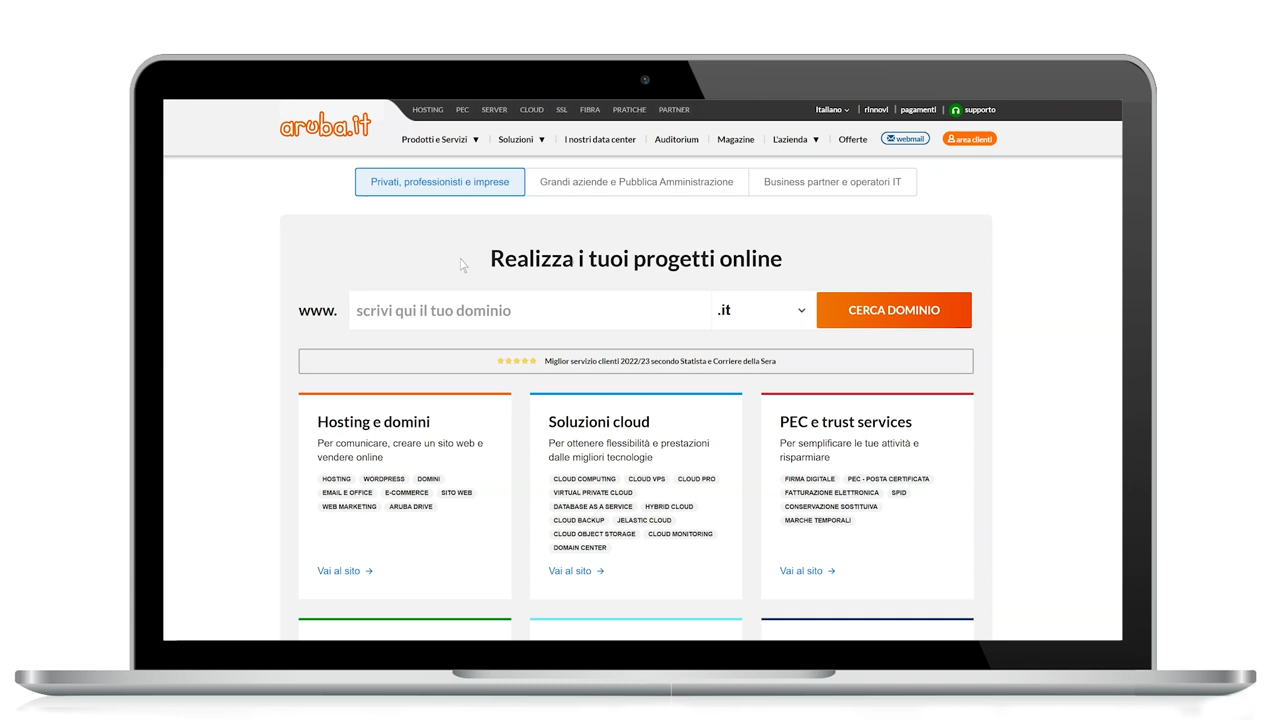 HOSTING PEC SERVER CLOUD SSL FIBRA PRATICHE PARTNER Italiano rinnovi pagamenti supporto
aruba.it
Prodotti e Servizi Soluzioni I nostri data center Auditorium Magazine L'azienda Offerte webmail area clienti
Privati, professionisti e imprese Grandi aziende e Pubblica Amministrazione Business partner e operatori IT
Realizza i tuoi progetti online
www. scrivi qui il tuo dominio .it CERCA DOMINIO
Miglior servizio clienti 2022/23 secondo Statista e Corriere della Sera
Hosting e domini
Per comunicare, creare un sito web e
vendere online
HOSTING WORDPRESS DOMINI
EMAIL E OFFICE E-COMMERCE SITO WEB
WEB MARKETING ARUBA DRIVE
Vai al sito
Soluzioni cloud
Per ottenere flessibilità e prestazioni
dalle migliori tecnologie
CLOUD COMPUTING CLOUD VPS CLOUD PRO
VIRTUAL PRIVATE CLOUD
DATABASE AS A SERVICE HYBRID CLOUD
CLOUD BACKUP JELASTIC CLOUD
CLOUD OBJECT STORAGE CLOUD MONITORING
DOMAIN CENTER
Vai al sito
PEC e trust services
Per semplificare le tue attività e
risparmiare
FIRMA DIGITALE PEC - POSTA CERTIFICATA
FATTURAZIONE ELETTRONICA SPID
CONSERVAZIONE SOSTITUIVA
MARCHE TEMPORALI
Vai al sito